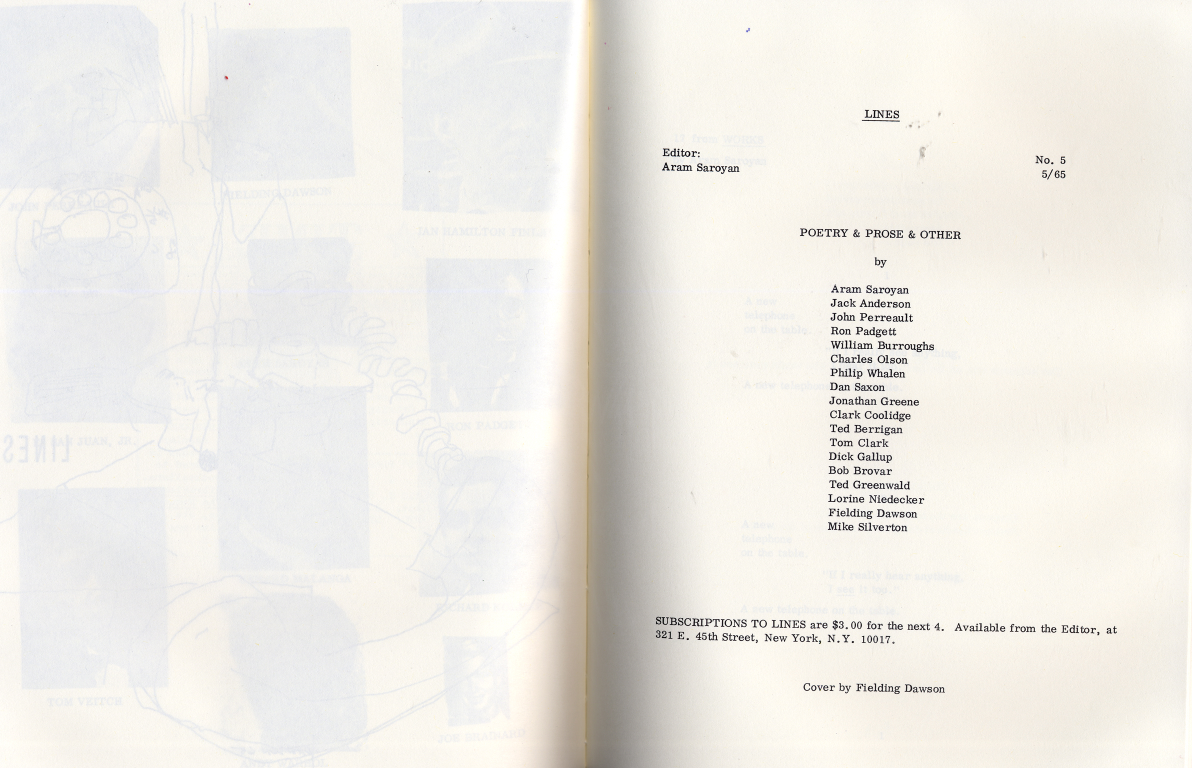 LINES
Editor:
Aram Saroyan
No. 5
5/65
POETRY & PROSE & OTHER
by
Aram Saroyan
Jack Anderson
John Perreault
Ron Padgett
William Burroughs
Charles Olson
Philip Whalen
Dan Saxon
Jonathan Greene
Clark Coolidge
Ted Berrigan
Tom Clark
Dick Gallup
Bob Brovar
Ted Greenwald
Lorine Niedecker
Fielding Dawson
Mike Silverton
SUBSCRIPTIONS TO LINES are $3.00 for the next 4. Available from the Editor, at
321 E. 45th Street, New York, N.Y. 10017.
Cover by Fielding Dawson